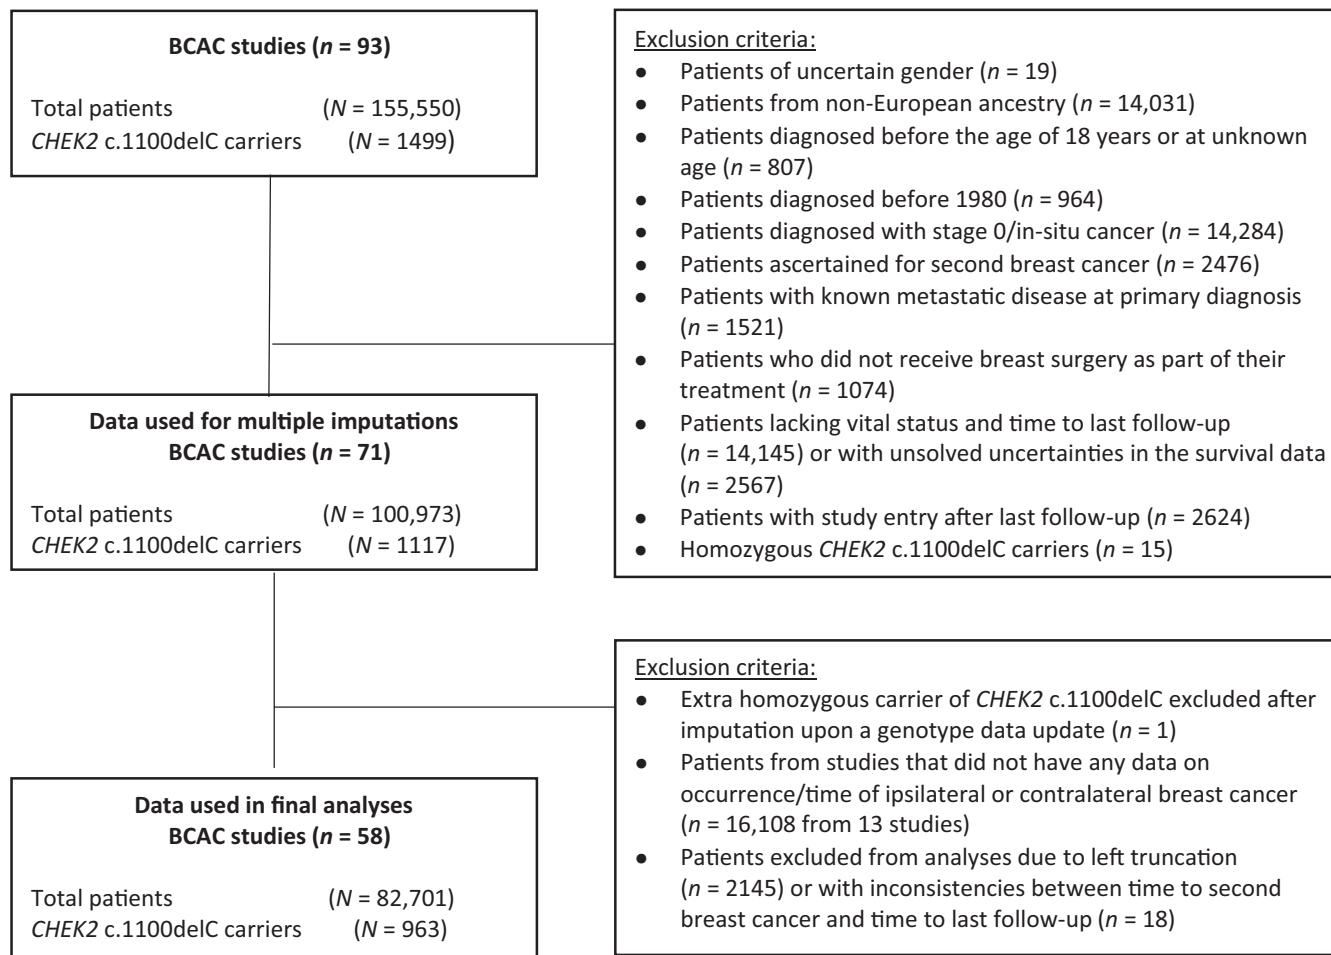 BCAC studies (n = 93)
Total patients (N = 155,550)
CHEK2 c.1100delC carriers (N = 1499)
Exclusion criteria:
● Patients of uncertain gender (n = 19)
● Patients from non-European ancestry (n = 14,031)
● Patients diagnosed before the age of 18 years or at unknown
age (n = 807)
● Patients diagnosed before 1980 (n = 964)
● Patients diagnosed with stage 0/in-situ cancer (n = 14,284)
● Patients ascertained for second breast cancer (n = 2476)
● Patients with known metastatic disease at primary diagnosis
(n = 1521)
● Patients who did not receive breast surgery as part of their
treatment (n = 1074)
● Patients lacking vital status and time to last follow-up
(n = 14,145) or with unsolved uncertainties in the survival data
(n = 2567)
● Patients with study entry after last follow-up (n = 2624)
● Homozygous CHEK2 c.1100delC carriers (n = 15)
Data used for multiple imputations
BCAC studies (n = 71)
Total patients (N = 100,973)
CHEK2 c.1100delC carriers (N = 1117)
Exclusion criteria:
● Extra homozygous carrier of CHEK2 c.1100delC excluded after
imputation upon a genotype data update (n = 1)
● Patients from studies that did not have any data on
occurrence/time of ipsilateral or contralateral breast cancer
(n = 16,108 from 13 studies)
● Patients excluded from analyses due to left truncation
(n = 2145) or with inconsistencies between time to second
breast cancer and time to last follow-up (n = 18)
Data used in final analyses
BCAC studies (n = 58)
Total patients (N = 82,701)
CHEK2 c.1100delC carriers (N = 963)